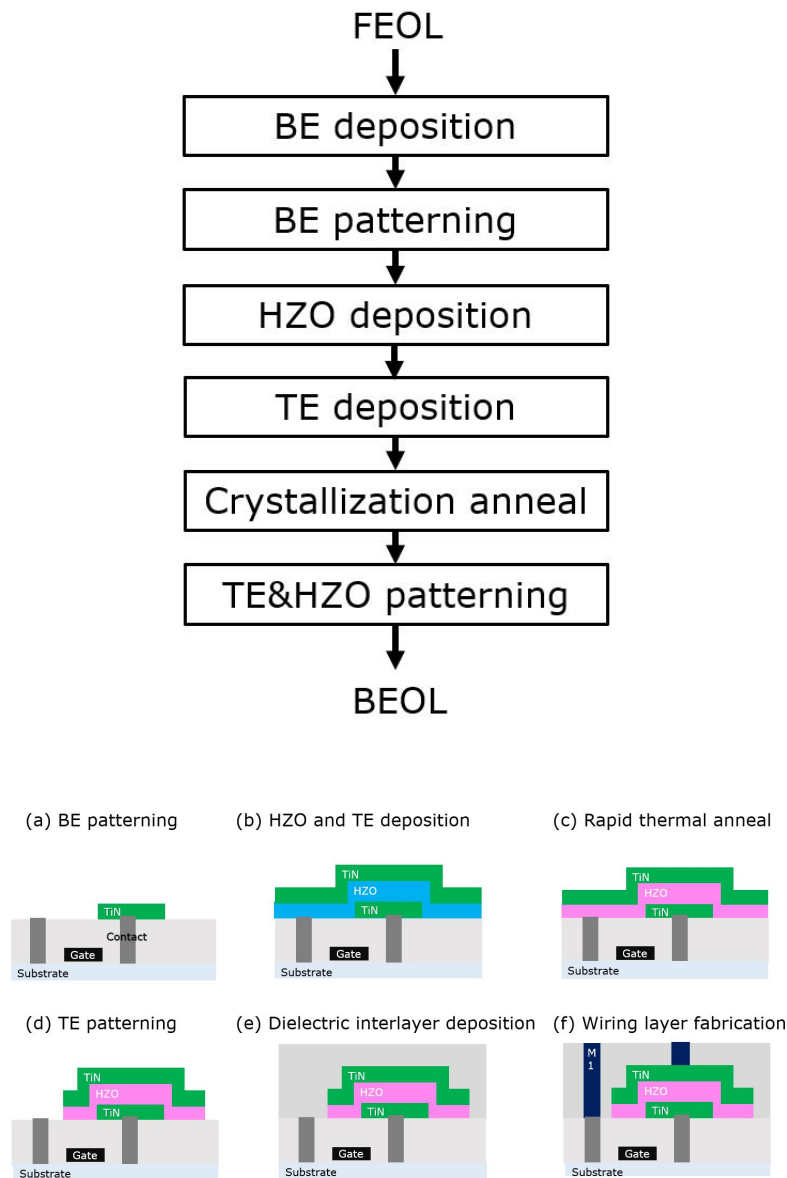 FEOL
BE deposition
BE patterning
HZO deposition
TE deposition
Crystallization anneal
TE&HZO patterning
BEOL
(a) BE patterning
(b) HZO and TE deposition
(c) Rapid thermal anneal
TiN
Contact
Gate
Substrate
TiN
HZO
TiN
Gate
Substrate
TiN
HZO
TiN
Gate
Substrate
(d) TE patterning
(e) Dielectric interlayer deposition
(f) Wiring layer fabrication
TiN
HZO
TiN
Gate
Substrate
TiN
HZO
TiN
Gate
Substrate
M
1
TiN
HZO
TiN
Gate
Substrate